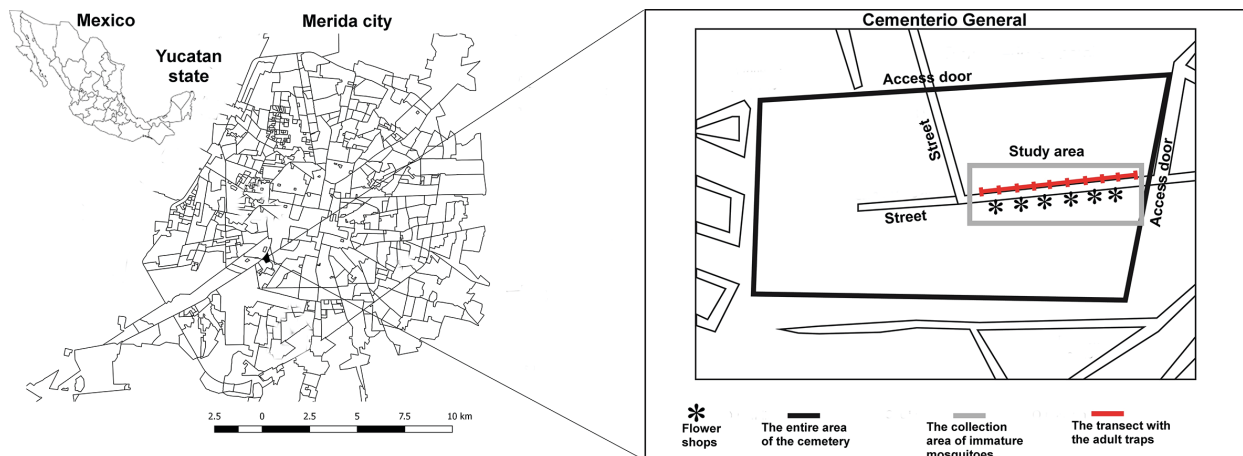 Mexico
Merida city
Yucatan
state
2.5
0
2.5
5
7.5
10 km
Cementerio General
Access door
Street
Study area
Access door
Street
Flower
shops
The entire area
of the cemetery
The collection
area of immature
mosquitoes
The transect with
the adult traps